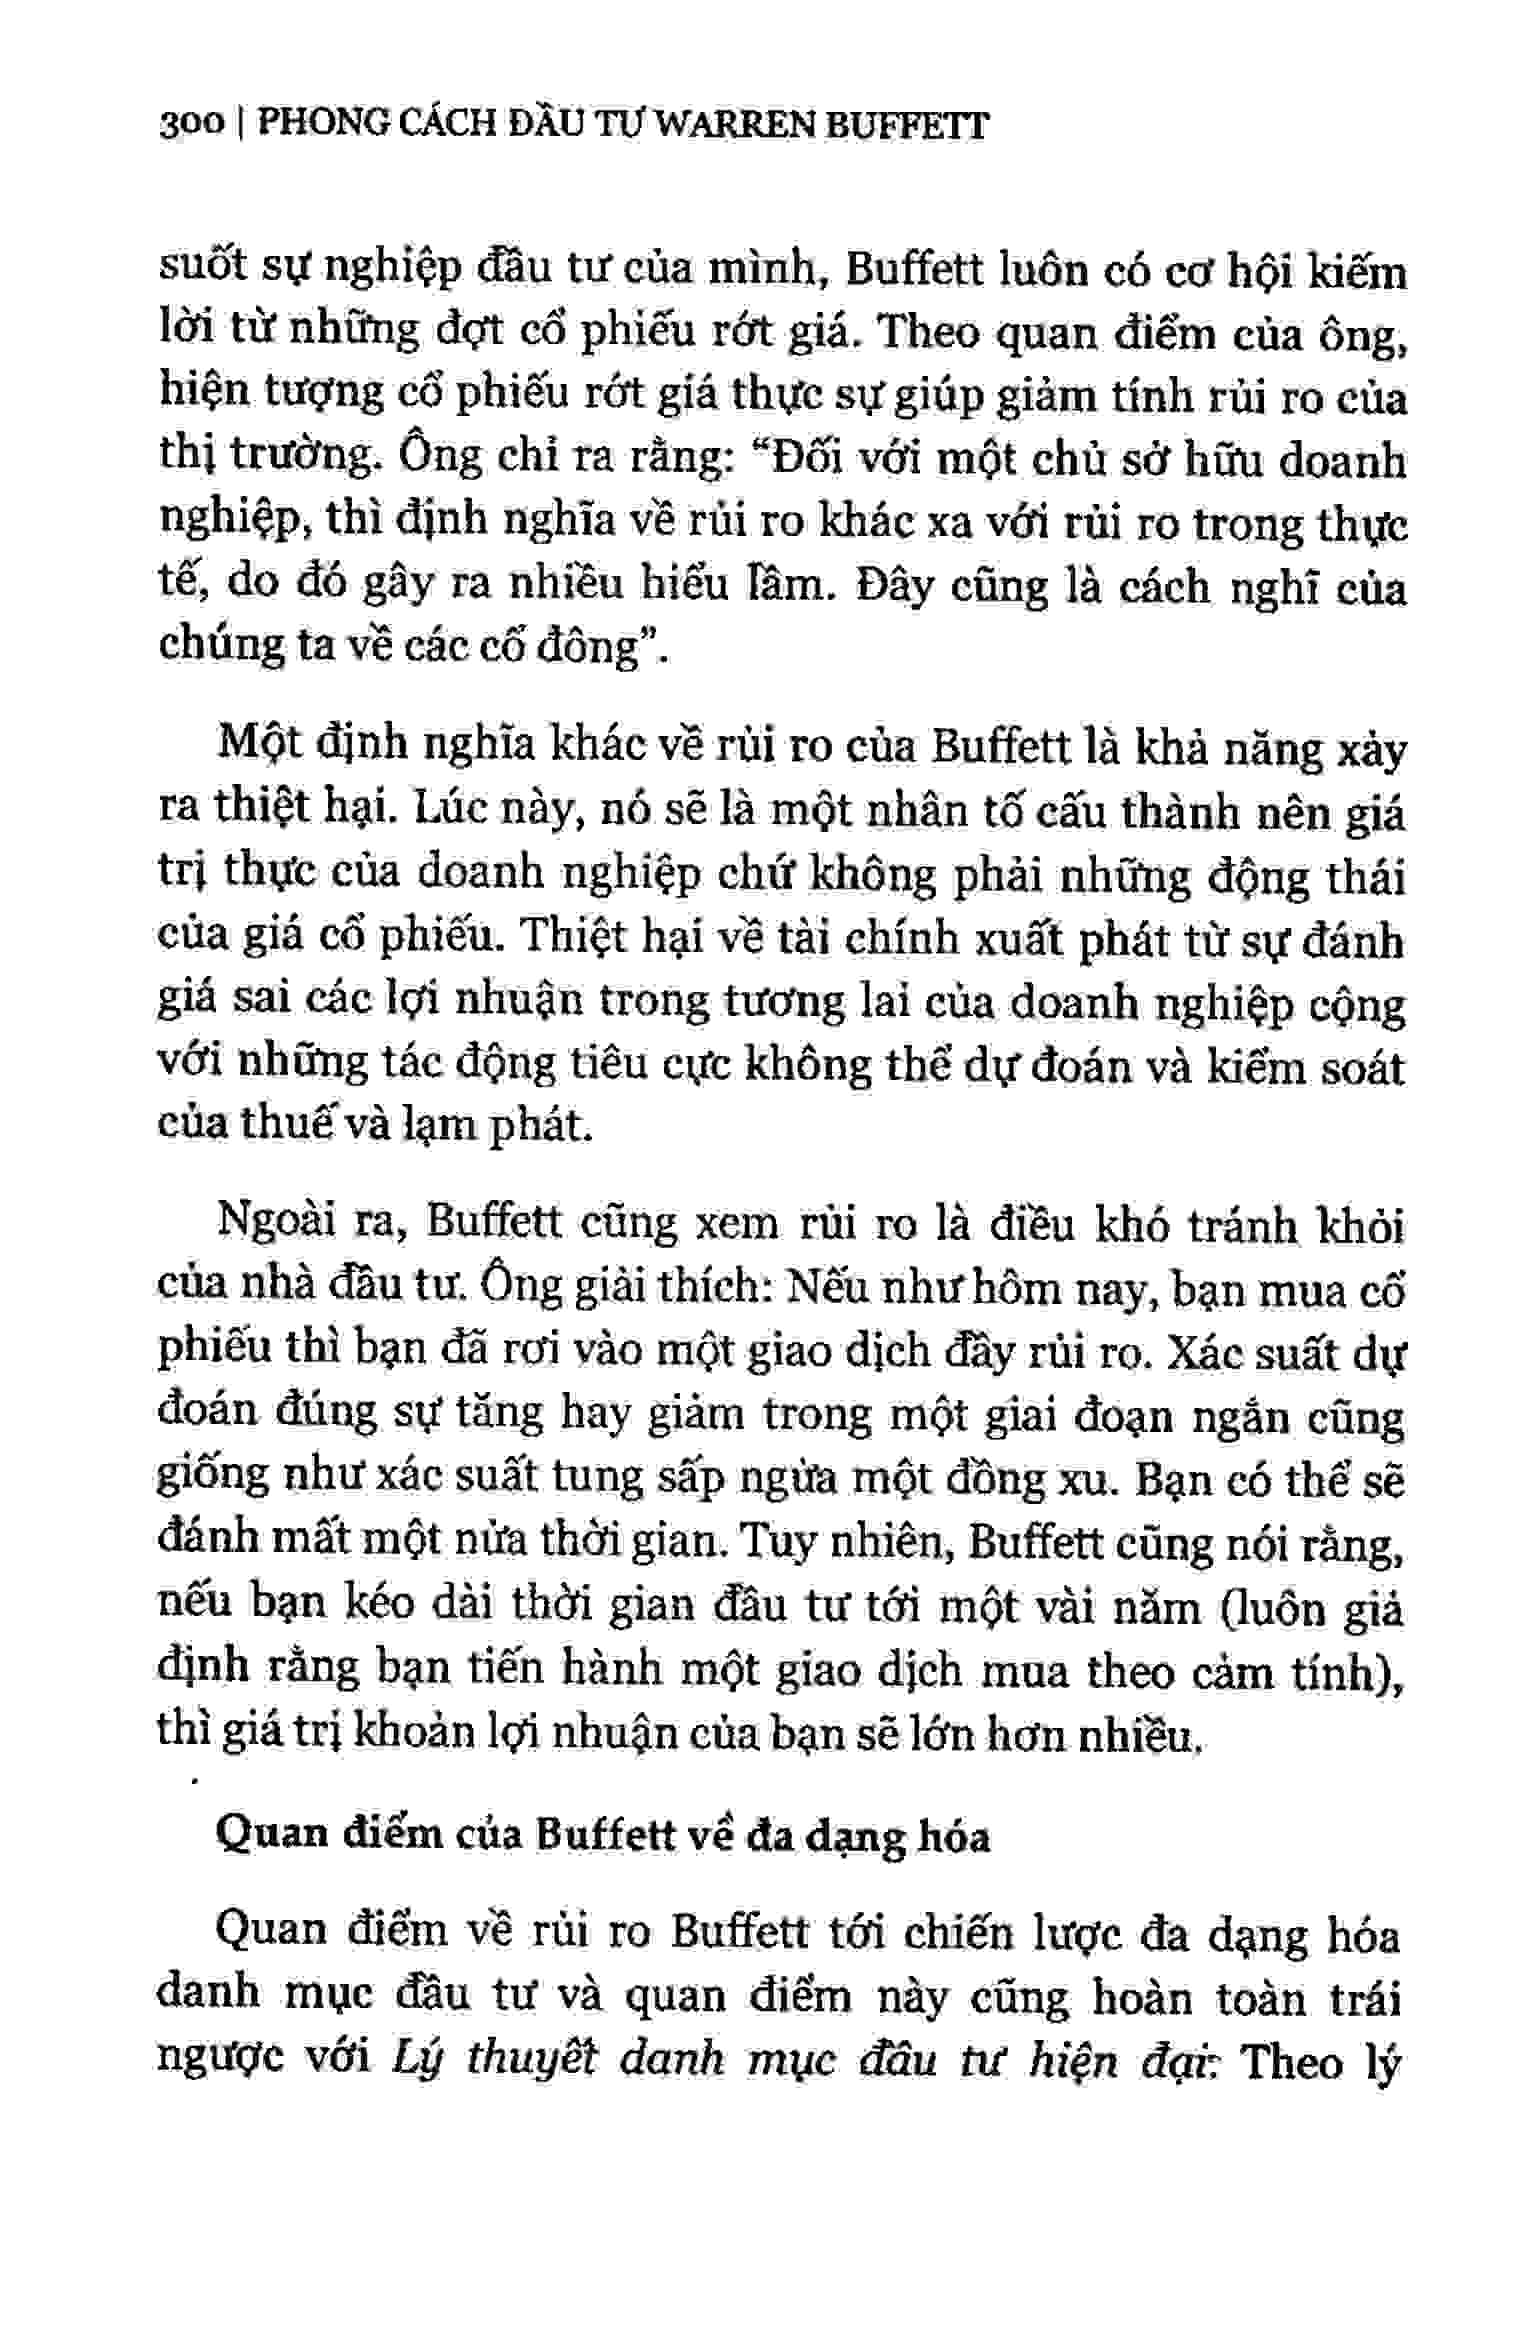 300 | PHONG CÁCH ĐẦU TƯ WARREN BUFFETT
suốt sự nghiệp đầu tư của mình, Buffett luôn có cơ hội kiếm
lời từ những đợt cổ phiếu rớt giá. Theo quan điểm của ông,
hiện tượng cổ phiếu rớt giá thực sự giúp giảm tính rủi ro của
thị trường. Ông chỉ ra rằng: “Đối với một chủ sở hữu doanh
nghiệp, thì định nghĩa về rủi ro khác xa với rủi ro trong thực
tế, do đó gây ra nhiều hiểu lầm. Đây cũng là cách nghĩ của
chúng ta về các cổ đông”.
Một định nghĩa khác về rủi ro của Buffett là khả năng xảy
ra thiệt hại. Lúc này, nó sẽ là một nhân tố cấu thành nên giá
trị thực của doanh nghiệp chứ không phải những động thái
của giá cổ phiếu. Thiệt hại về tài chính xuất phát từ sự đánh
giá sai các lợi nhuận trong tương lai của doanh nghiệp cộng
với những tác động tiêu cực không thể dự đoán và kiểm soát
của thuế và lạm phát.
Ngoài ra, Buffett cũng xem rủi ro là điều khó tránh khỏi
của nhà đầu tư. Ông giải thích: Nếu như hôm nay, bạn mua cổ
phiếu thì bạn đã rơi vào một giao dịch đầy rủi ro. Xác suất dự
đoán đúng sự tăng hay giảm trong một giai đoạn ngắn cũng
giống như xác suất tung sấp ngửa một đồng xu. Bạn có thể sẽ
đánh mất một nửa thời gian. Tuy nhiên, Buffett cũng nói rằng,
nếu bạn kéo dài thời gian đầu tư tới một vài năm (luôn giả
định rằng bạn tiến hành một giao dịch mua theo cảm tính),
thì giá trị khoản lợi nhuận của bạn sẽ lớn hơn nhiều.
Quan điểm của Buffett về đa dạng hóa
Quan điểm về rủi ro Buffett tới chiến lược đa dạng hóa
danh mục đầu tư và quan điểm này cũng hoàn toàn trái
ngược với Lý thuyết danh mục đầu tư hiện đại: Theo lý